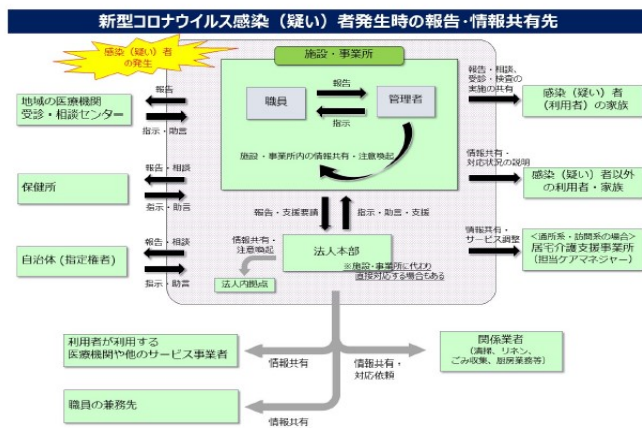 新型コロナウイルス感染（疑い）者発生時の報告・情報共有先
感染（疑い）者
の発生
施設・事業所
職員
報告
指示
管理者
施設・事業所内の情報共有・注意喚起
報告
地域の医療機関
受診・相談センター
指示・助言
報告・相談
保健所
指示・助言
報告・相談
自治体（指定権者）
指示・助言
報告・相談、
受診・検査の
実施の共有
感染（疑い）者
（利用者）の家族
情報共有・
対応状況の説明
感染（疑い）者以外
の利用者・家族
情報共有・
サービス調整
＜通所系・訪問系の場合＞
居宅介護支援事業所
（担当ケアマネジャー）
報告・支援要請
指示・助言・支援
情報共有・
注意喚起
法人本部
法人内拠点
※施設・事業所に代わり
直接対応する場合もある
利用者が利用する
医療機関や他のサービス事業者
情報共有
情報共有・
対応依頼
関係業者
（清掃、リネン、
ごみ収集、厨房業務等）
職員の兼務先
情報共有